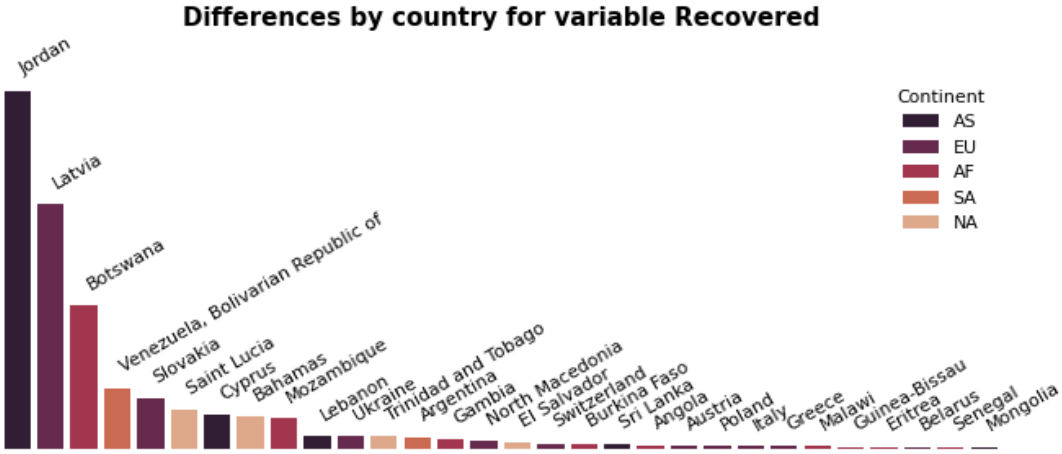 Differences by country for variable Recovered
Jordan
Latvia
Botswana
Venezuela, Bolivarian Republic of
Slovakia
Saint Lucia
Cyprus
Bahamas
Mozambique
Lebanon
Ukraine
Trinidad and Tobago
Argentina
Gambia
North Macedonia
El Salvador
Switzerland
Burkina Faso
Sri Lanka
Angola
Austria
Poland
Italy
Greece
Malawi
Guinea-Bissau
Eritrea
Belarus
Senegal
Mongolia
Continent
AS
EU
AF
SA
NA